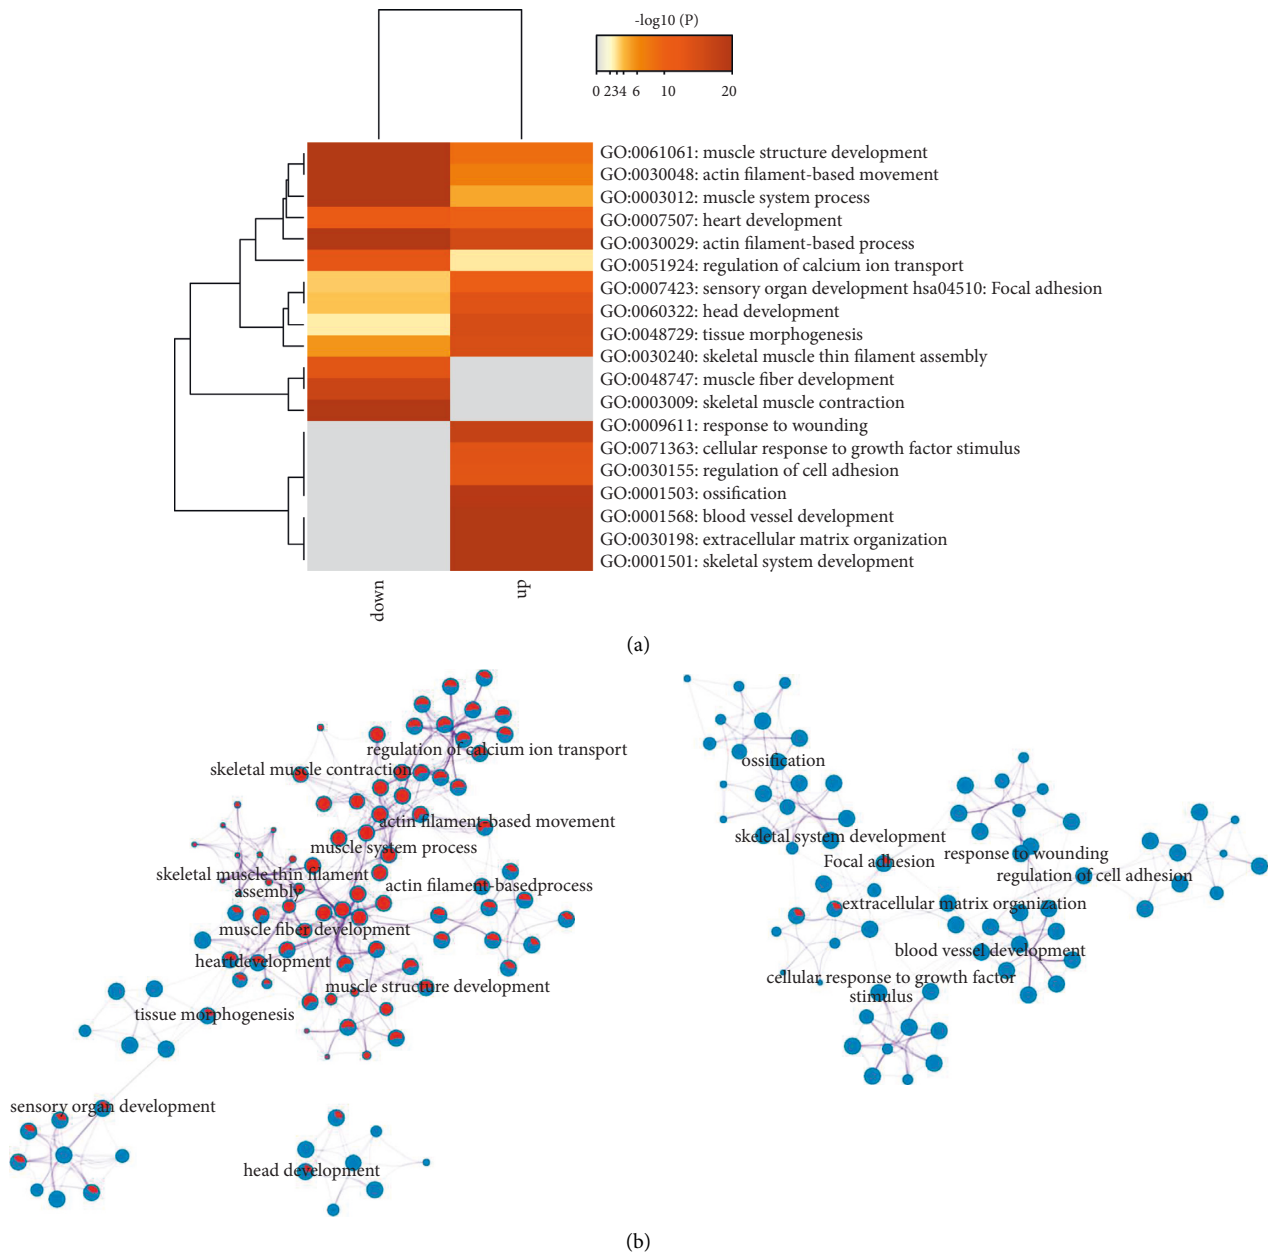 -log10 (P)
0 2 3 4 6 10 20
GO:0061061: muscle structure development
GO:0030048: actin filament-based movement
GO:0003012: muscle system process
GO:0007507: heart development
GO:0030029: actin filament-based process
GO:0051924: regulation of calcium ion transport
GO:0007423: sensory organ development hsa04510: Focal adhesion
GO:0060322: head development
GO:0048729: tissue morphogenesis
GO:0030240: skeletal muscle thin filament assembly
GO:0048747: muscle fiber development
GO:0003009: skeletal muscle contraction
GO:0009611: response to wounding
GO:0071363: cellular response to growth factor stimulus
GO:0030155: regulation of cell adhesion
GO:0001503: ossification
GO:0001568: blood vessel development
GO:0030198: extracellular matrix organization
GO:0001501: skeletal system development
down
up
(a)
regulation of calcium ion transport
skeletal muscle contraction
actin filament-based movement
muscle system process
skeletal muscle thin filament
assembly
actin filament-basedprocess
muscle fiber development
heartdevelopment
muscle structure development
tissue morphogenesis
sensory organ development
head development
ossification
skeletal system development
Focal adhesion
response to wounding
regulation of cell adhesion
extracellular matrix organization
blood vessel development
cellular response to growth factor
stimulus
(b)